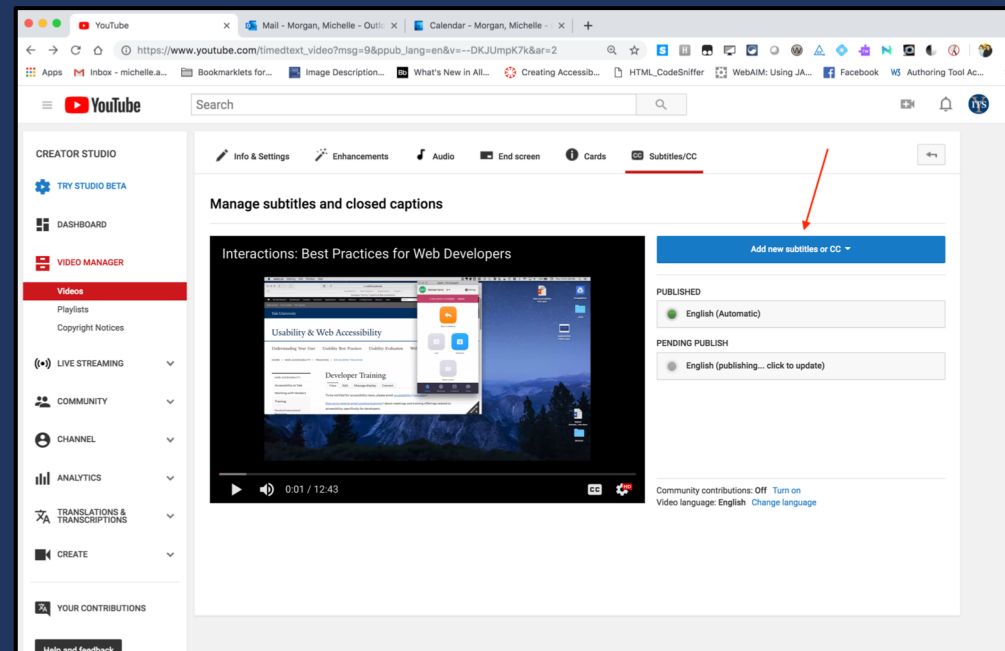 YouTube
Mail - Morgan, Michelle - Outlo
Calendar - Morgan, Michelle -
https://www.youtube.com/timedtext_video?msg=9&ppub_lang=en&v=--DKJUmpK7k&ar=2
Apps
Inbox - michelle.a...
Bookmarklets for...
Image Description...
What's New in All...
Creating Accessib...
HTML_CodeSniffer
WebAIM: Using JA...
Facebook
Authoring Tool Ac...
YouTube
Search
CREATOR STUDIO
TRY STUDIO BETA
DASHBOARD
VIDEO MANAGER
Videos
Playlists
Copyright Notices
LIVE STREAMING
COMMUNITY
CHANNEL
ANALYTICS
TRANSLATIONS &
TRANSCRIPTIONS
CREATE
YOUR CONTRIBUTIONS
Help and feedback
Info & Settings
Enhancements
Audio
End screen
Cards
CC Subtitles/CC
Manage subtitles and closed captions
Interactions: Best Practices for Web Developers
Usability & Web Accessibility
Developer Training
0:01 / 12:43
CC
HD
Add new subtitles or CC
PUBLISHED
English (Automatic)
PENDING PUBLISH
English (publishing... click to update)
Community contributions: Off Turn on
Video language: English Change language